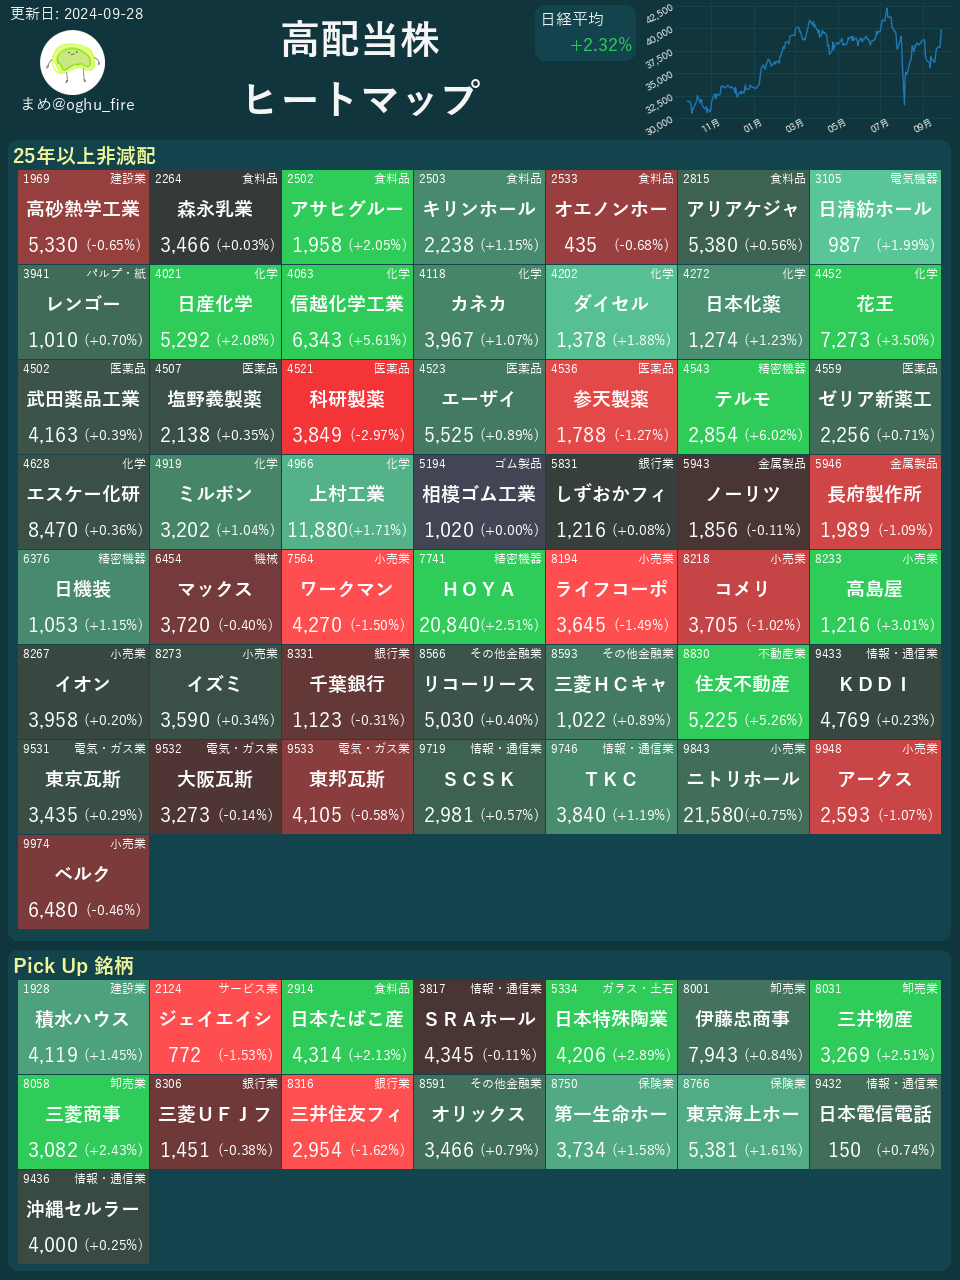 更新日: 2024-09-28
まめ@oghu_fire
高配当株
ヒートマップ
日経平均
+2.32%
42,500
40,000
37,500
35,000
32,500
30,000
11月 01月 03月 05月 07月 09月
25年以上非減配
1969 建設業 2264 食料品 2502 食料品 2503 食料品 2533 食料品 2815 食料品 3105 電気機器
高砂熱学工業 森永乳業 アサヒグルー キリンホール オエノンホー アリアケジャ 日清紡ホール
5,330 (-0.65%) 3,466 (+0.03%) 1,958 (+2.05%) 2,238 (+1.15%) 435 (-0.68%) 5,380 (+0.56%) 987 (+1.99%)
3941 パルプ・紙 4021 化学 4063 化学 4118 化学 4202 化学 4272 化学 4452 化学
レンゴー 日産化学 信越化学工業 カネカ ダイセル 日本化薬 花王
1,010 (+0.70%) 5,292 (+2.08%) 6,343 (+5.61%) 3,967 (+1.07%) 1,378 (+1.88%) 1,274 (+1.23%) 7,273 (+3.50%)
4502 医薬品 4507 医薬品 4521 医薬品 4523 医薬品 4536 医薬品 4543 精密機器 4559 医薬品
武田薬品工業 塩野義製薬 科研製薬 エーザイ 参天製薬 テルモ ゼリア新薬工
4,163 (+0.39%) 2,138 (+0.35%) 3,849 (-2.97%) 5,525 (+0.89%) 1,788 (-1.27%) 2,854 (+6.02%) 2,256 (+0.71%)
4628 化学 4919 化学 4966 化学 5194 ゴム製品 5831 銀行業 5943 金属製品 5946 金属製品
エスケー化研 ミルボン 上村工業 相模ゴム工業 しずおかフィ ノーリツ 長府製作所
8,470 (+0.36%) 3,202 (+1.04%) 11,880(+1.71%) 1,020 (+0.00%) 1,216 (+0.08%) 1,856 (-0.11%) 1,989 (-1.09%)
6376 精密機器 6454 機械 7564 小売業 7741 精密機器 8194 小売業 8218 小売業 8233 小売業
日機装 マックス ワークマン ＨＯＹＡ ライフコーポ コメリ 高島屋
1,053 (+1.15%) 3,720 (-0.40%) 4,270 (-1.50%) 20,840(+2.51%) 3,645 (-1.49%) 3,705 (-1.02%) 1,216 (+3.01%)
8267 小売業 8273 小売業 8331 銀行業 8566 その他金融業 8593 その他金融業 8830 不動産業 9433 情報・通信業
イオン イズミ 千葉銀行 リコーリース 三菱ＨＣキャ 住友不動産 ＫＤＤＩ
3,958 (+0.20%) 3,590 (+0.34%) 1,123 (-0.31%) 5,030 (+0.40%) 1,022 (+0.89%) 5,225 (+5.26%) 4,769 (+0.23%)
9531 電気・ガス業 9532 電気・ガス業 9533 電気・ガス業 9719 情報・通信業 9746 情報・通信業 9843 小売業 9948 小売業
東京瓦斯 大阪瓦斯 東邦瓦斯 ＳＣＳＫ ＴＫＣ ニトリホール アークス
3,435 (+0.29%) 3,273 (-0.14%) 4,105 (-0.58%) 2,981 (+0.57%) 3,840 (+1.19%) 21,580(+0.75%) 2,593 (-1.07%)
9974 小売業
ベルク
6,480 (-0.46%)
Pick Up 銘柄
1928 建設業 2124 サービス業 2914 食料品 3817 情報・通信業 5334 ガラス・土石 8001 卸売業 8031 卸売業
積水ハウス ジェイエイシ 日本たばこ産 ＳＲＡホール 日本特殊陶業 伊藤忠商事 三井物産
4,119 (+1.45%) 772 (-1.53%) 4,314 (+2.13%) 4,345 (-0.11%) 4,206 (+2.89%) 7,943 (+0.84%) 3,269 (+2.51%)
8058 卸売業 8306 銀行業 8316 銀行業 8591 その他金融業 8750 保険業 8766 保険業 9432 情報・通信業
三菱商事 三菱ＵＦＪフ 三井住友フィ オリックス 第一生命ホー 東京海上ホー 日本電信電話
3,082 (+2.43%) 1,451 (-0.38%) 2,954 (-1.62%) 3,466 (+0.79%) 3,734 (+1.58%) 5,381 (+1.61%) 150 (+0.74%)
9436 情報・通信業
沖縄セルラー
4,000 (+0.25%)